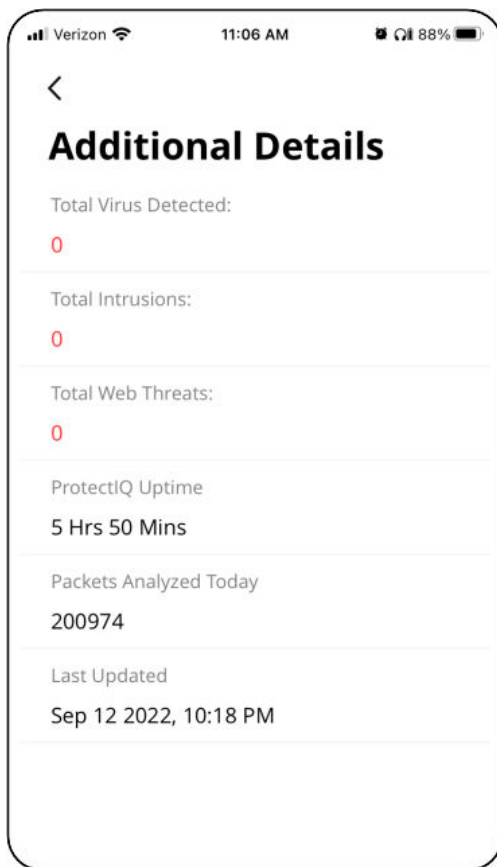 Verizon 11:06 AM 88%
Additional Details
Total Virus Detected:
0
Total Intrusions:
0
Total Web Threats:
0
ProtectIQ Uptime
5 Hrs 50 Mins
Packets Analyzed Today
200974
Last Updated
Sep 12 2022, 10:18 PM